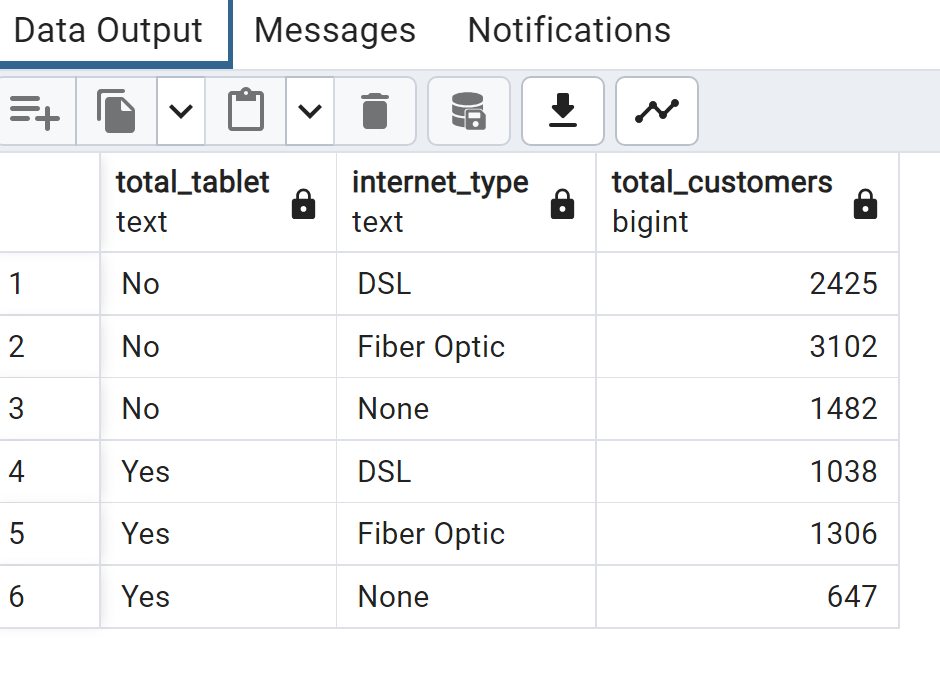 Data Output Messages Notifications
total_tablet internet_type total_customers
text text bigint
1 No DSL 2425
2 No Fiber Optic 3102
3 No None 1482
4 Yes DSL 1038
5 Yes Fiber Optic 1306
6 Yes None 647